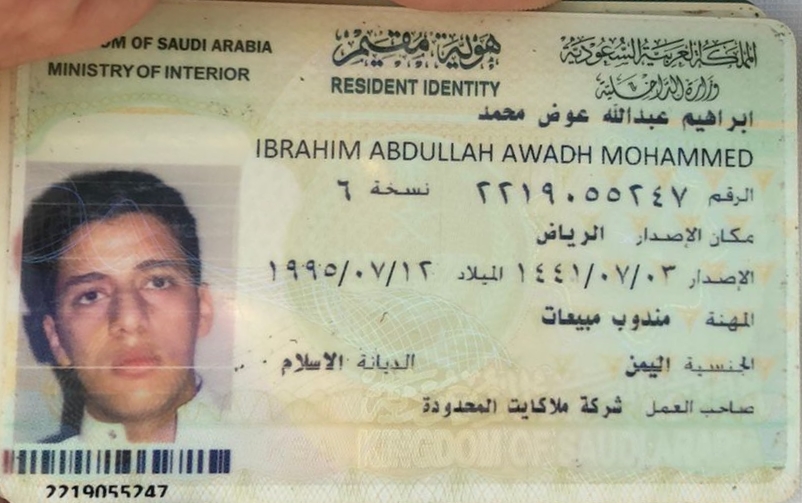 OM OF SAUDI ARABIA
MINISTRY OF INTERIOR
هوية مقيم
RESIDENT IDENTITY
المملكة العربية السعودية
وزارة الداخلية
ابراهيم عبدالله عوض محمد
IBRAHIM ABDULLAH AWADH MOHAMMED
الرقم ٢٢١٩٠٥٥٢٤٧ نسخة ٦
مكان الإصدار الرياض
الإصدار ١٤٤١/٠٧/٠٣ الميلاد ١٩٩٥/٠٧/١٢
المهنة مندوب مبيعات
الجنسية اليمن الديانة الاسلام
صاحب العمل شركة ملاكايت المحدودة
KINGDOM OF SAUDI ARABIA
2219055247